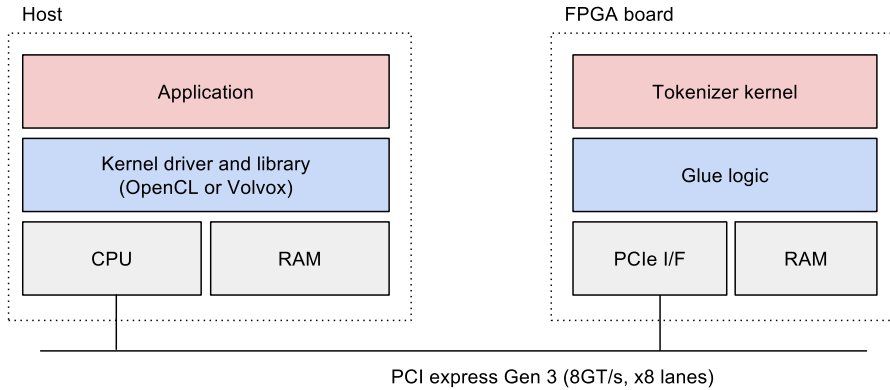 Host
Application
Kernel driver and library
(OpenCL or Volvox)
CPU
RAM
FPGA board
Tokenizer kernel
Glue logic
PCIe I/F
RAM
PCI express Gen 3 (8GT/s, x8 lanes)